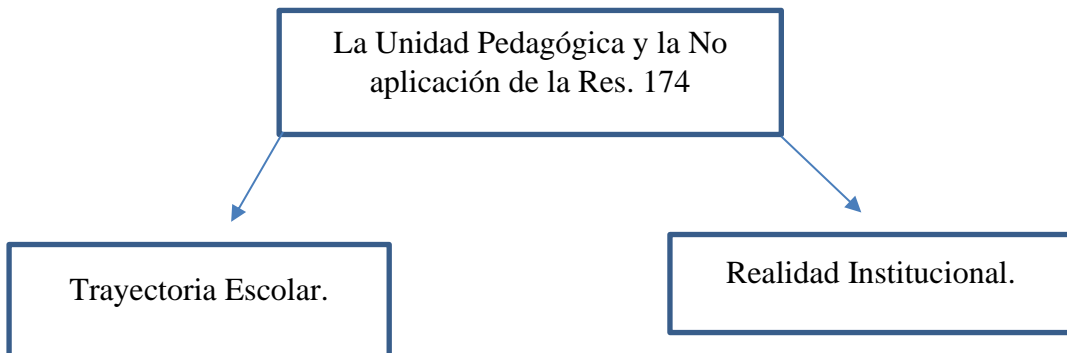 La Unidad Pedagógica y la No
aplicación de la Res. 174
Trayectoria Escolar.
Realidad Institucional.